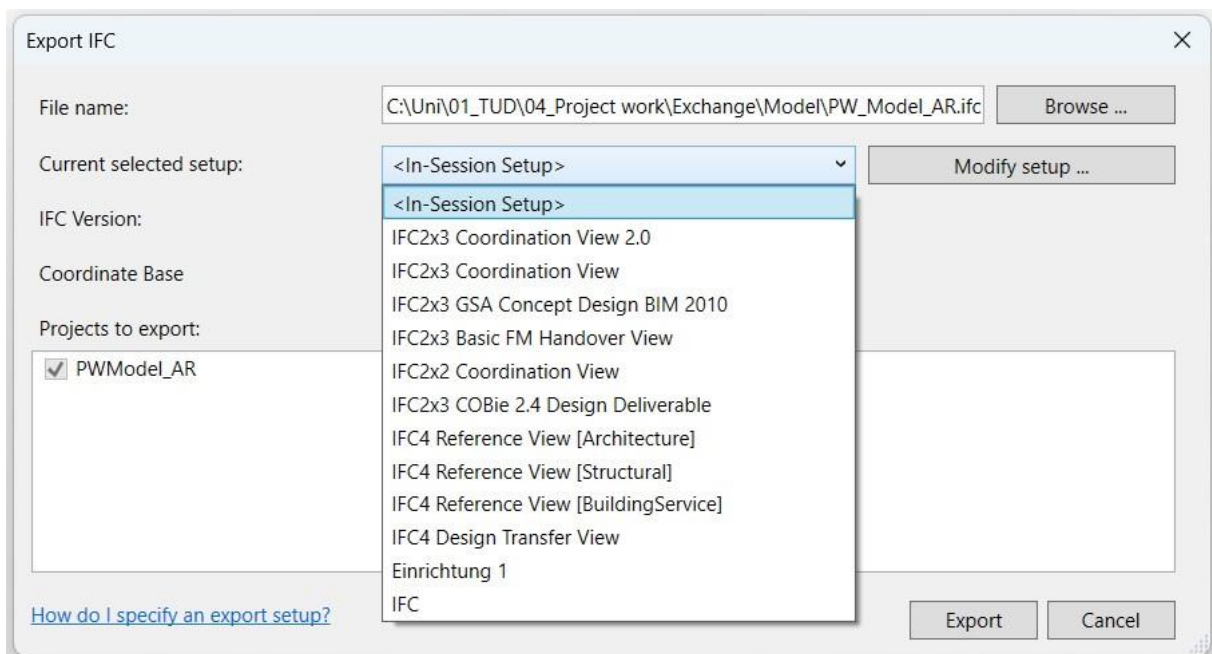 Export IFC
File name:
C:\Uni\01_TUD\04_Project work\Exchange\Model\PW_Model_AR.ifc
Browse ...
Current selected setup:
<In-Session Setup>
Modify setup ...
<In-Session Setup>
IFC2x3 Coordination View 2.0
IFC Version:
IFC2x3 Coordination View
Coordinate Base
IFC2x3 GSA Concept Design BIM 2010
Projects to export:
IFC2x3 Basic FM Handover View
PWModel_AR
IFC2x2 Coordination View
IFC2x3 COBie 2.4 Design Deliverable
IFC4 Reference View [Architecture]
IFC4 Reference View [Structural]
IFC4 Reference View [BuildingService]
IFC4 Design Transfer View
Einrichtung 1
IFC
How do I specify an export setup?
Export
Cancel